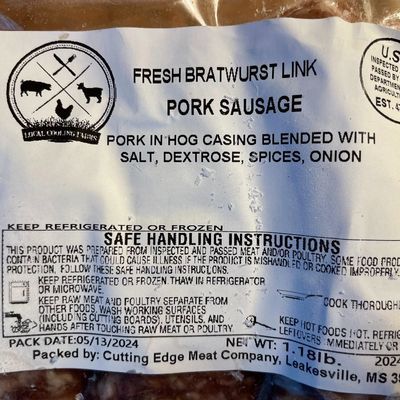 FRESH BRATWURST LINK
PORK SAUSAGE
PORK IN HOG CASING BLENDED WITH
SALT, DEXTROSE, SPICES, ONION
LOCAL COOLING FARMS
U.S.
INSPECTED
PASSED BY
DEPARTMENT
AGRICUL
EST. 4
KEEP REFRIGERATED OR FROZEN
SAFE HANDLING INSTRUCTIONS
THIS PRODUCT WAS PREPARED FROM INSPECTED AND PASSED MEAT AND/OR POULTRY. SOME FOOD PROD
CONTAIN BACTERIA THAT COULD CAUSE ILLNESS IF THE PRODUCT IS MISHANDLED OR COOKED IMPROPERLY
PROTECTION, FOLLOW THESE SAFE HANDLING INSTRUCTIONS.
KEEP REFRIGERATED OR FROZEN. THAW IN REFRIGERATOR
OR MICROWAVE.
KEEP RAW MEAT AND POULTRY SEPARATE FROM
OTHER FOODS. WASH WORKING SURFACES
(INCLUDING CUTTING BOARDS), UTENSILS, AND
HANDS AFTER TOUCHING RAW MEAT OR POULTRY.
COOK THOROUGH
KEEP HOT FOODS HOT. REFRIG
LEFTOVERS IMMEDIATELY OR
PACK DATE:05/13/2024
NET WT: 1.18lb.
2024
Packed by: Cutting Edge Meat Company, Leakesville, MS 39